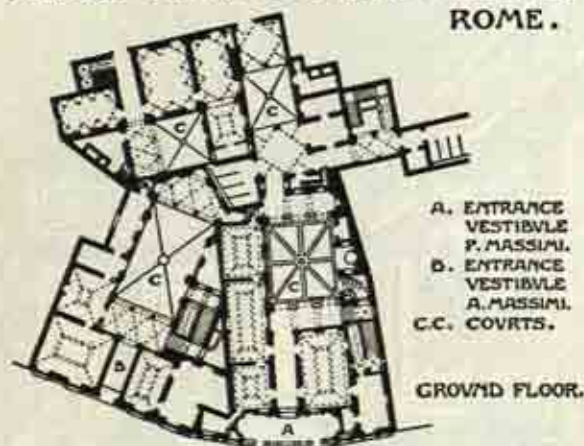 ROME.
C
C
A. ENTRANCE
VESTIBVLE
P. MASSIMI.
B. ENTRANCE
VESTIBVLE
A. MASSIMI.
C.C. COVRTS.
C
C
B
GROVND FLOOR.
A